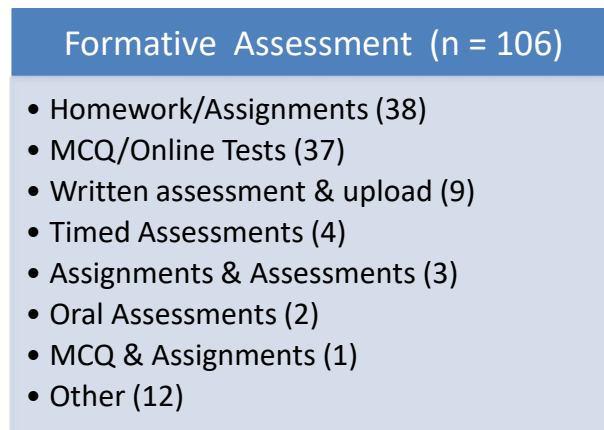 Formative Assessment (n = 106)
• Homework/Assignments (38)
• MCQ/Online Tests (37)
• Written assessment & upload (9)
• Timed Assessments (4)
• Assignments & Assessments (3)
• Oral Assessments (2)
• MCQ & Assignments (1)
• Other (12)